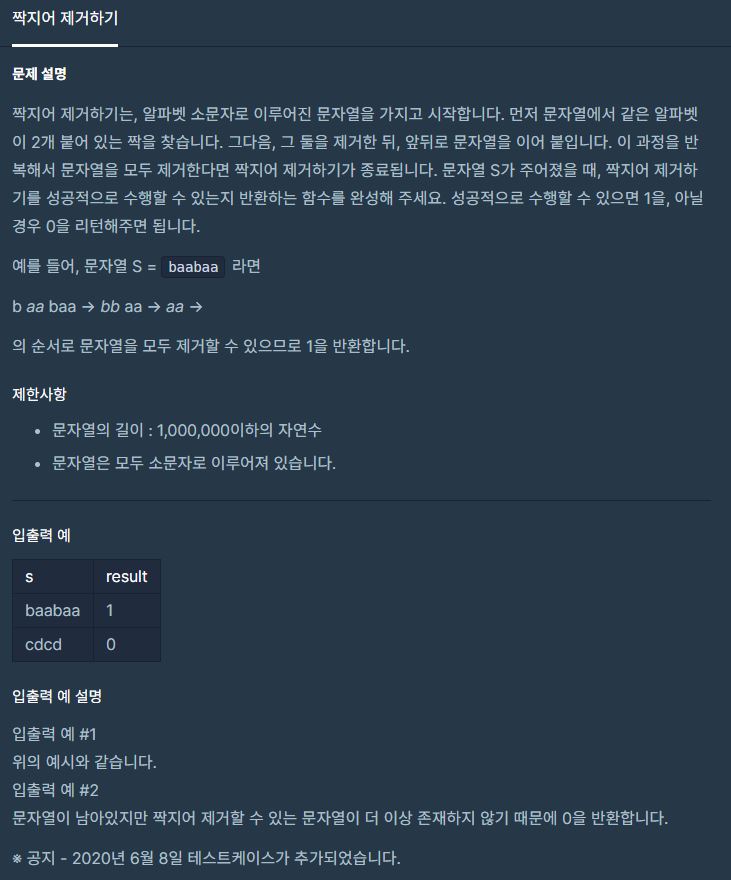 짝지어 제거하기
문제 설명
짝지어 제거하기는, 알파벳 소문자로 이루어진 문자열을 가지고 시작합니다. 먼저 문자열에서 같은 알파벳
이 2개 붙어 있는 짝을 찾습니다. 그다음, 그 둘을 제거한 뒤, 앞뒤로 문자열을 이어 붙입니다. 이 과정을 반
복해서 문자열을 모두 제거한다면 짝지어 제거하기가 종료됩니다. 문자열 S가 주어졌을 때, 짝지어 제거하
기를 성공적으로 수행할 수 있는지 반환하는 함수를 완성해 주세요. 성공적으로 수행할 수 있으면 1을, 아닐
경우 0을 리턴해주면 됩니다.
예를 들어, 문자열 S = baabaa 라면
b aa baa → bb aa → aa →
의 순서로 문자열을 모두 제거할 수 있으므로 1을 반환합니다.
제한사항
• 문자열의 길이 : 1,000,000이하의 자연수
• 문자열은 모두 소문자로 이루어져 있습니다.
입출력 예
s result
baabaa 1
cdcd 0
입출력 예 설명
입출력 예 #1
위의 예시와 같습니다.
입출력 예 #2
문자열이 남아있지만 짝지어 제거할 수 있는 문자열이 더 이상 존재하지 않기 때문에 0을 반환합니다.
※ 공지 - 2020년 6월 8일 테스트케이스가 추가되었습니다.